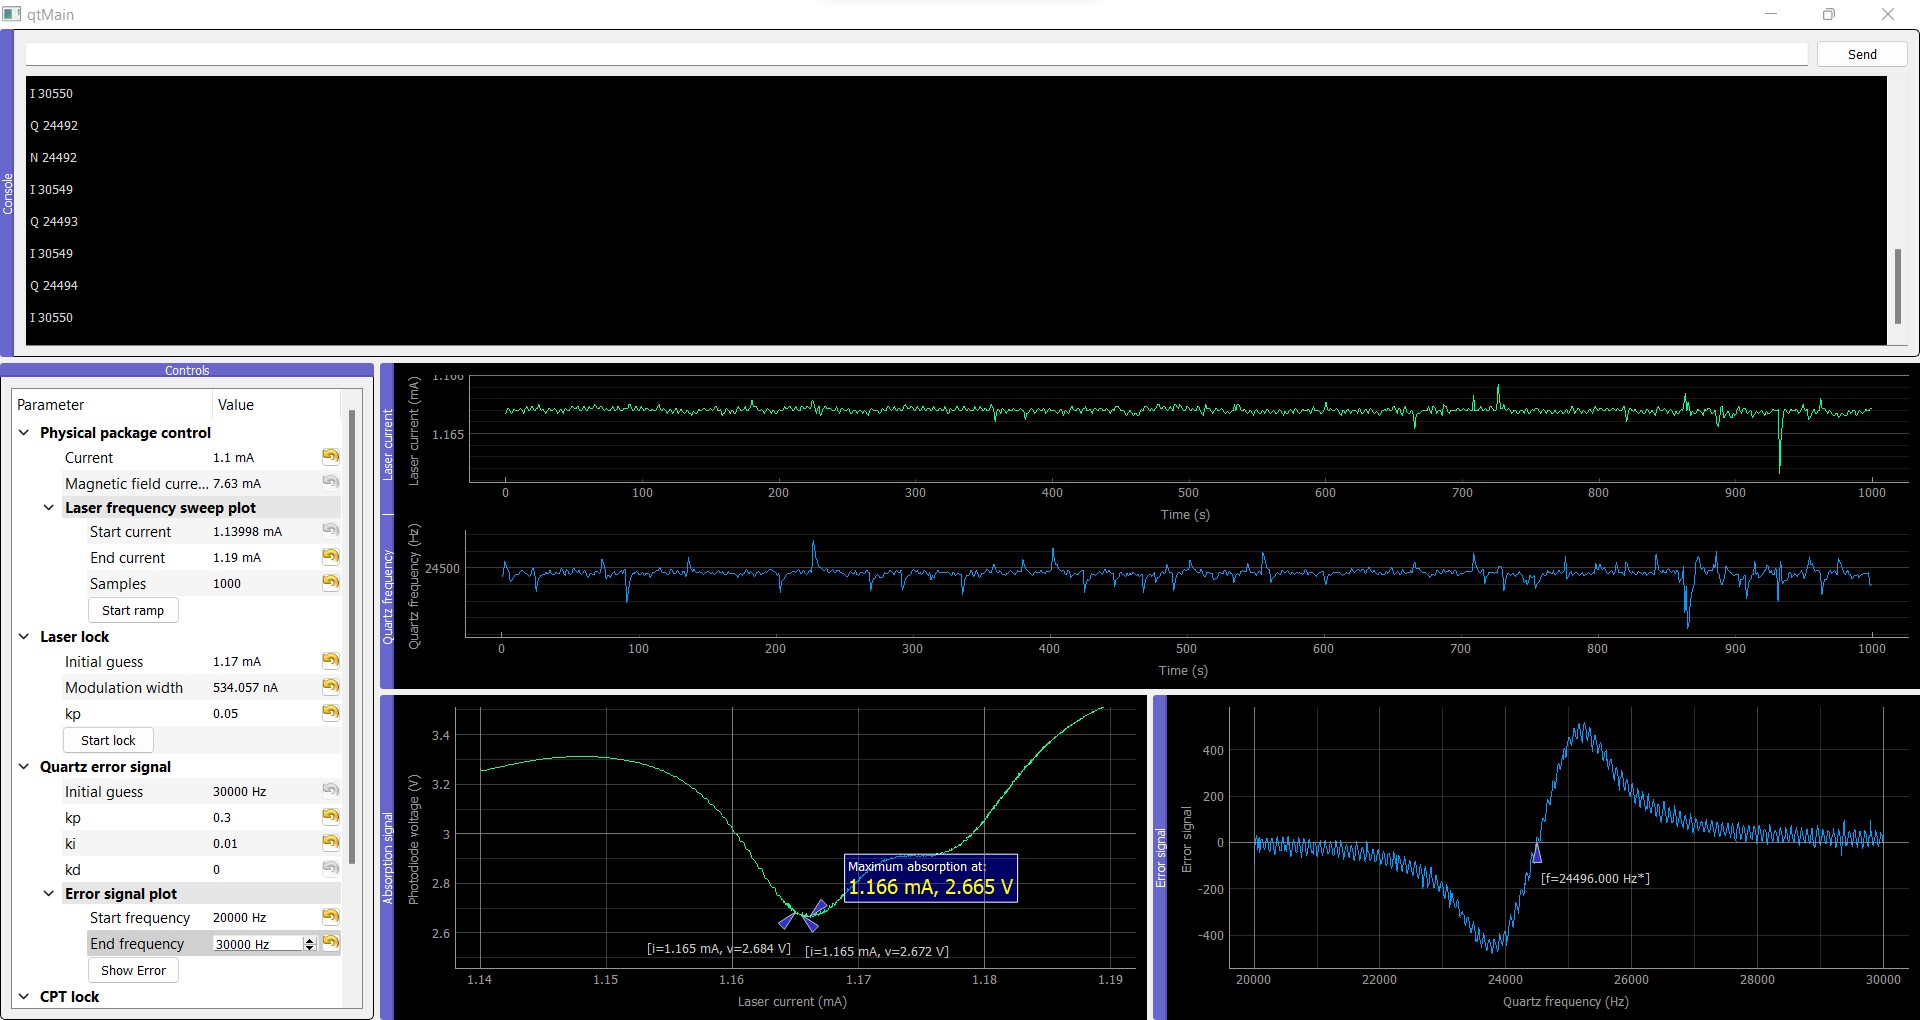 qtMain
Send
Console
I 30550
Q 24492
N 24492
I 30549
Q 24493
I 30549
Q 24494
I 30550
Controls
Parameter Value
Physical package control
Current 1.1 mA
Magnetic field curre... 7.63 mA
Laser frequency sweep plot
Start current 1.13998 mA
End current 1.19 mA
Samples 1000
Start ramp
Laser lock
Initial guess 1.17 mA
Modulation width 534.057 nA
kp 0.05
Start lock
Quartz error signal
Initial guess 30000 Hz
kp 0.3
ki 0.01
kd 0
Error signal plot
Start frequency 20000 Hz
End frequency 30000 Hz
Show Error
CPT lock
Laser current
Laser current (mA)
1.166
1.165
0 100 200 300 400 500 600 700 800 900 1000
Time (s)
Quartz frequency
Quartz frequency (Hz)
24500
0 100 200 300 400 500 600 700 800 900 1000
Time (s)
Absorption signal
Photodiode voltage (V)
3.4
3.2
3
2.8
2.6
Maximum absorption at:
1.166 mA, 2.665 V
[i=1.165 mA, v=2.684 V] [i=1.165 mA, v=2.672 V]
1.14 1.15 1.16 1.17 1.18 1.19
Laser current (mA)
Error signal
Error signal
400
200
0
-200
-400
[f=24496.000 Hz*]
20000 22000 24000 26000 28000 30000
Quartz frequency (Hz)